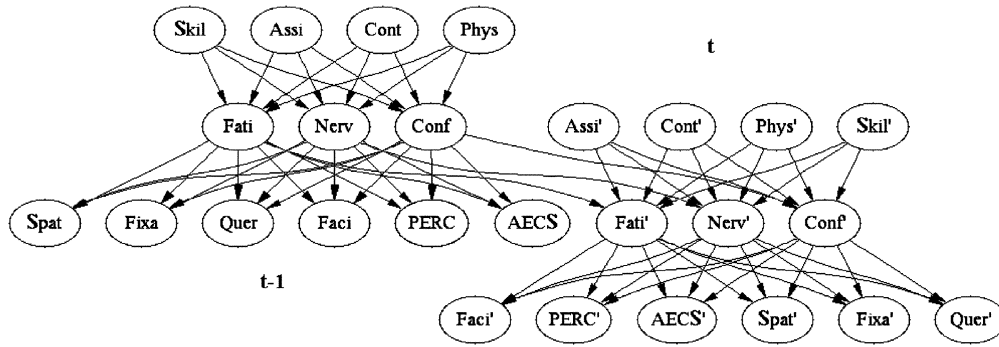 Skil Assi Cont Phys
t
Fati Nerv Conf
Assi' Cont' Phys' Skil'
Spat Fixa Quer Faci PERC AECS
Fati' Nerv' Conf'
t-1
Faci' PERC' AECS' Spat' Fixa' Quer'